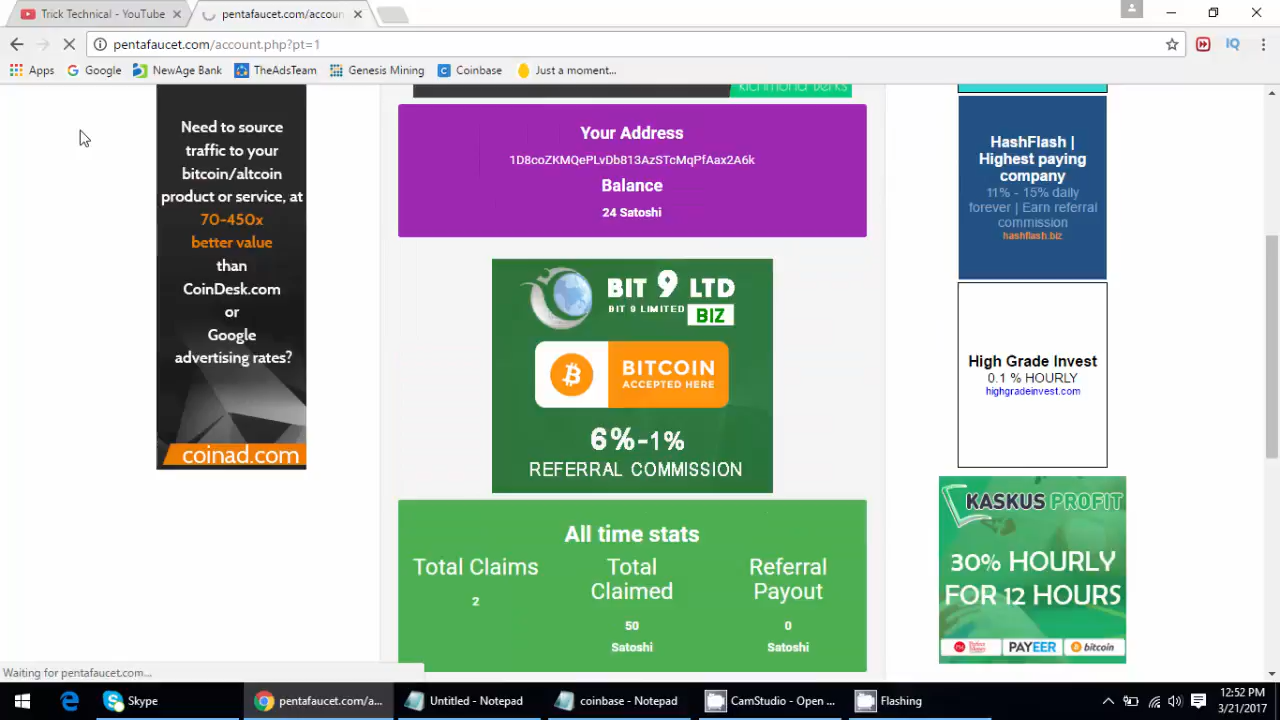 Trick Technical - YouTube
pentafaucet.com/accoun
pentafaucet.com/account.php?pt=1
Apps
Google
NewAge Bank
TheAdsTeam
Genesis Mining
Coinbase
Just a moment...
Need to source
traffic to your
bitcoin/altcoin
product or service, at
70-450x
better value
than
CoinDesk.com
or
Google
advertising rates?
coinad.com
Your Address
1D8coZKMQePLvDb813AzSTcMqPfAax2A6k
Balance
24 Satoshi
BIT 9 LTD
BIT 9 LIMITED BIZ
BITCOIN
ACCEPTED HERE
6%-1%
REFERRAL COMMISSION
All time stats
Total Claims
2
Total
Claimed
50
Satoshi
Referral
Payout
0
Satoshi
HashFlash |
Highest paying
company
11% - 15% daily
forever | Earn referral
commission
hashflash.biz
High Grade Invest
0.1 % HOURLY
highgradeinvest.com
KASKUS PROFIT
30% HOURLY
FOR 12 HOURS
PAYEER
bitcoin
Waiting for pentafaucet.com...
Skype
pentafaucet.com/a...
Untitled - Notepad
coinbase - Notepad
CamStudio - Open ...
Flashing
12:52 PM
3/21/2017